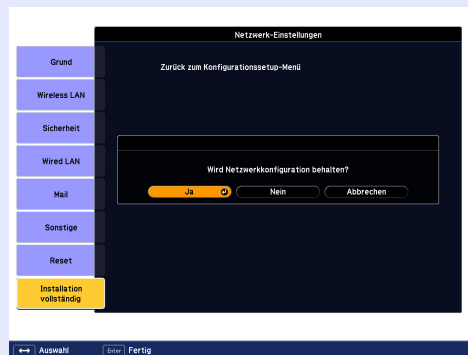 Netzwerk-Einstellungen
Grund
Zurück zum Konfigurationssetup-Menü
Wireless LAN
Sicherheit
Wired LAN
Wird Netzwerkkonfiguration behalten?
Mail
Ja
Nein
Abbrechen
Sonstige
Reset
Installation
vollständig
Auswahl
Enter Fertig